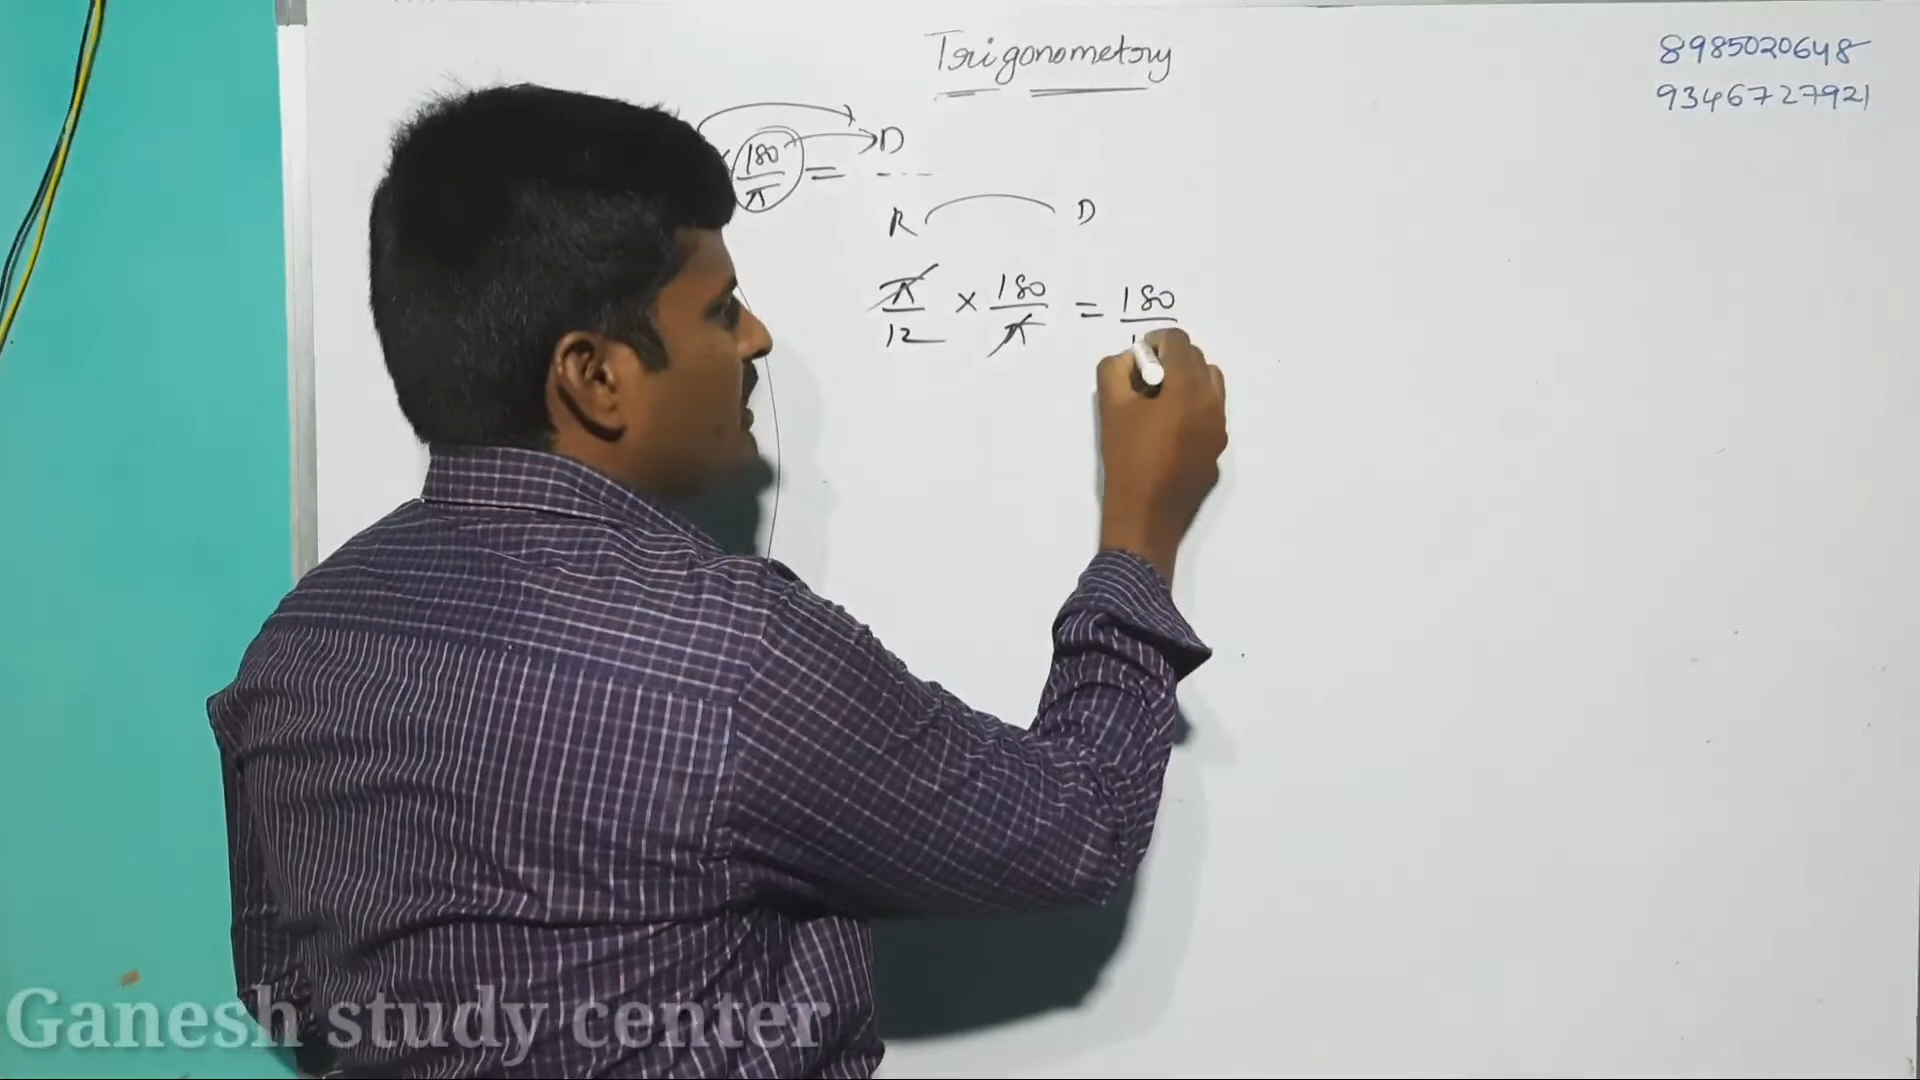 Trigonometry
8985020648
9346727921
180/π = D
R D
π/12 × 180/π = 180/
Ganesh study center